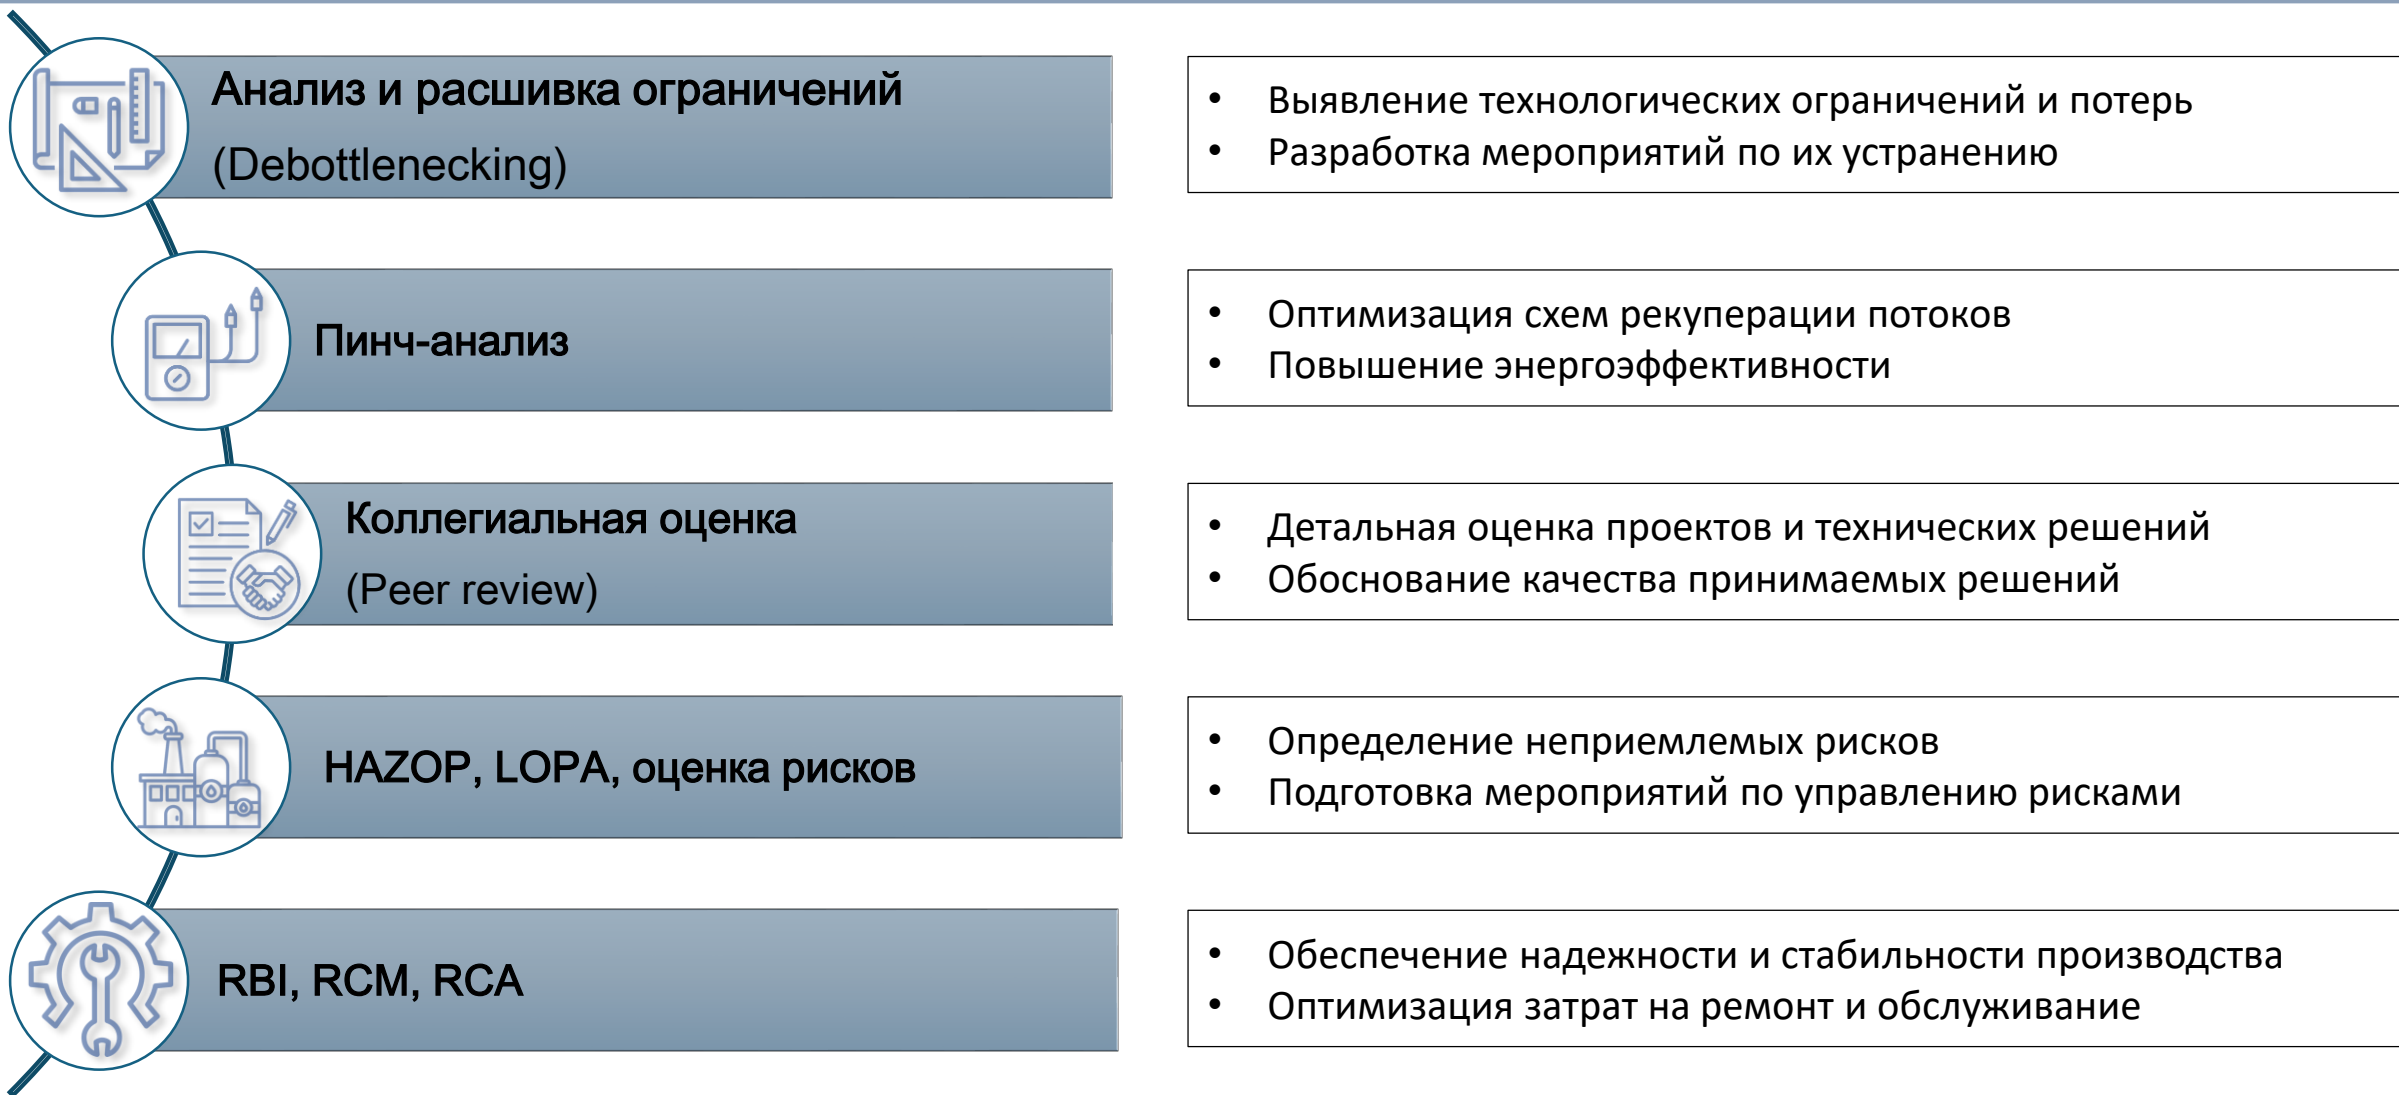 Анализ и расшивка ограничений
(Debottlenecking)
• Выявление технологических ограничений и потерь
• Разработка мероприятий по их устранению
Пинч-анализ
• Оптимизация схем рекуперации потоков
• Повышение энергоэффективности
Коллегиальная оценка
(Peer review)
• Детальная оценка проектов и технических решений
• Обоснование качества принимаемых решений
HAZOP, LOPA, оценка рисков
• Определение неприемлемых рисков
• Подготовка мероприятий по управлению рисками
RBI, RCM, RCA
• Обеспечение надежности и стабильности производства
• Оптимизация затрат на ремонт и обслуживание